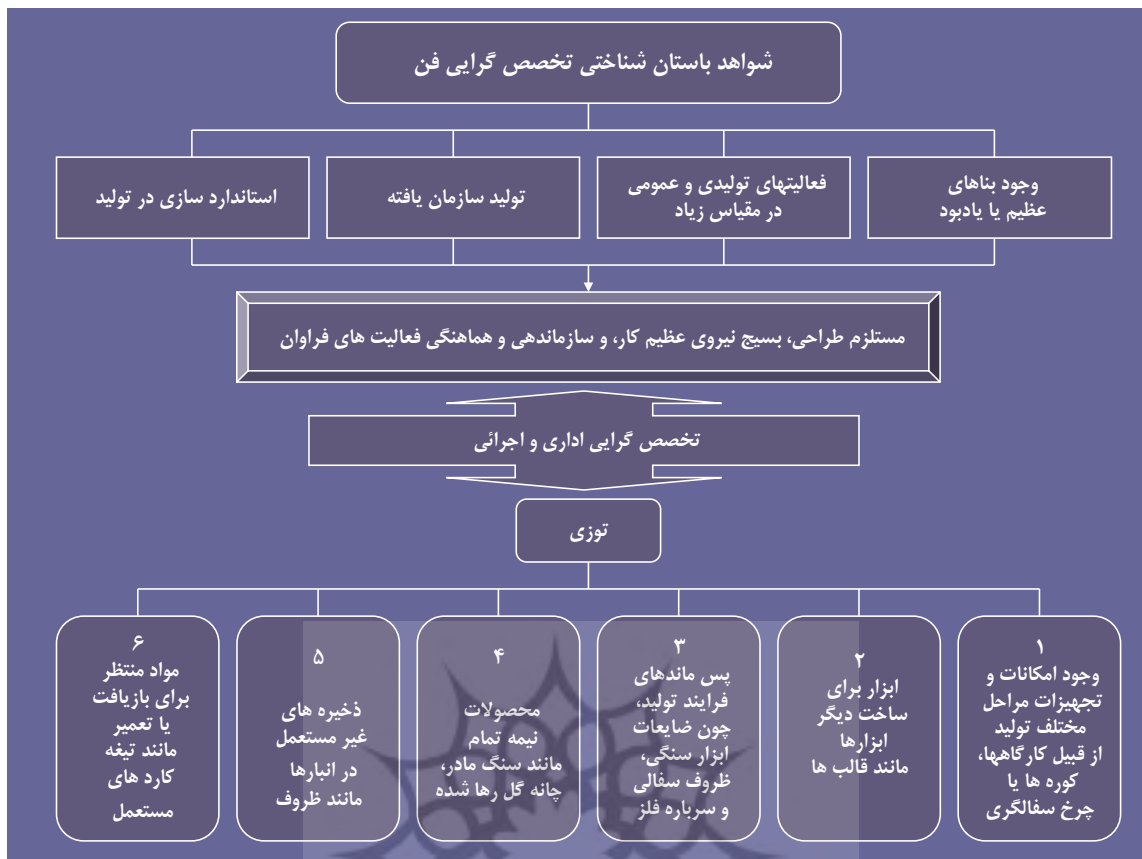 شواهد باستان شناختی تخصص گرایی فن
وجود بناهای
عظیم یا یادبود
فعالیتهای تولیدی و عمومی
در مقیاس زیاد
تولید سازمان یافته
استاندارد سازی در تولید
مستلزم طراحی، بسیج نیروی عظیم کار، و سازماندهی و هماهنگی فعالیت های فراوان
تخصص گرایی اداری و اجرائی
توزی
۱
وجود امکانات و
تجهیزات مراحل
مختلف تولید
از قبیل کارگاهها،
کوره ها یا
چرخ سفالگری
۲
ابزار برای
ساخت دیگر
ابزارها
مانند قالب ها
۳
پس ماندهای
فرایند تولید،
چون ضایعات
ابزار سنگی،
ظروف سفالی
و سرباره فلز
۴
محصولات
نیمه تمام
مانند سنگ مادر،
چانه گل رها شده
۵
ذخیره های
غیر مستعمل
در انبارها
مانند ظروف
۶
مواد منتظر
برای بازیافت
یا تعمیر
مانند تیغه
کارد های
مستعمل